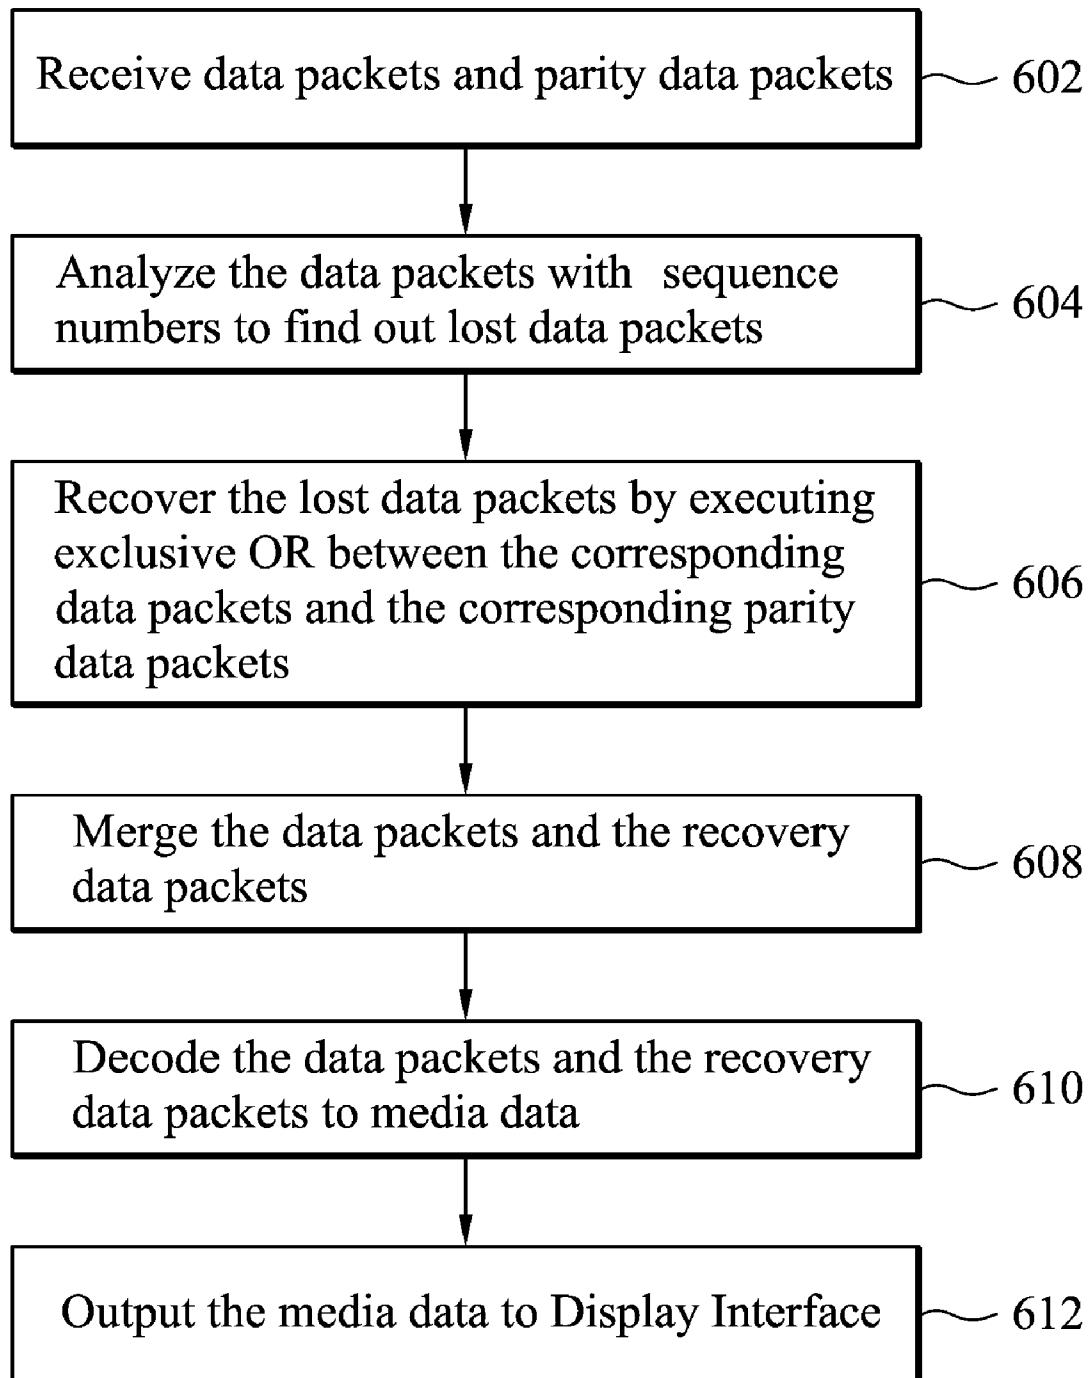 Receive data packets and parity data packets
602
Analyze the data packets with sequence
numbers to find out lost data packets
604
Recover the lost data packets by executing
exclusive OR between the corresponding
data packets and the corresponding parity
data packets
606
Merge the data packets and the recovery
data packets
608
Decode the data packets and the recovery
data packets to media data
610
Output the media data to Display Interface
612